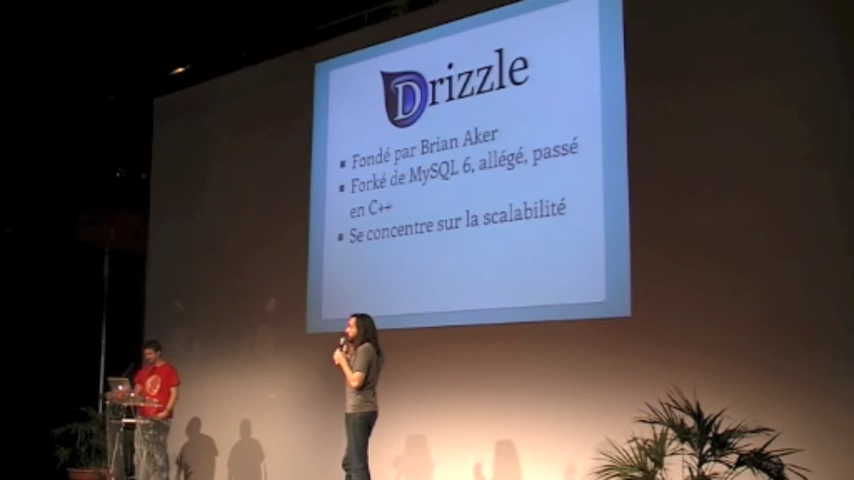 Drizzle
▪ Fondé par Brian Aker
▪ Forké de MySQL 6, allégé, passé
en C++
▪ Se concentre sur la scalabilité